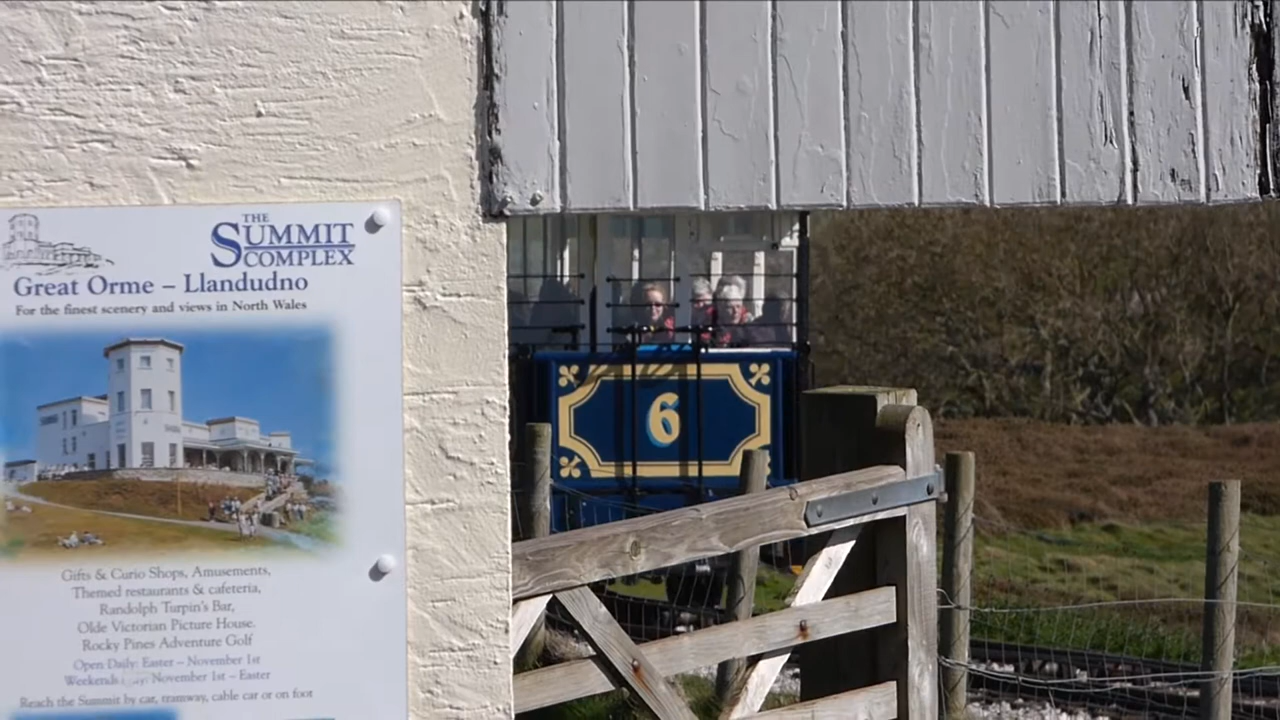 THE
SUMMIT
COMPLEX
Great Orme – Llandudno
For the finest scenery and views in North Wales
Gifts & Curio Shops, Amusements,
Themed restaurants & cafeteria,
Randolph Turpin's Bar,
Olde Victorian Picture House.
Rocky Pines Adventure Golf
Open Daily: Easter – November 1st
Weekends November 1st – Easter
Reach the Summit by car, tramway, cable car or on foot
6